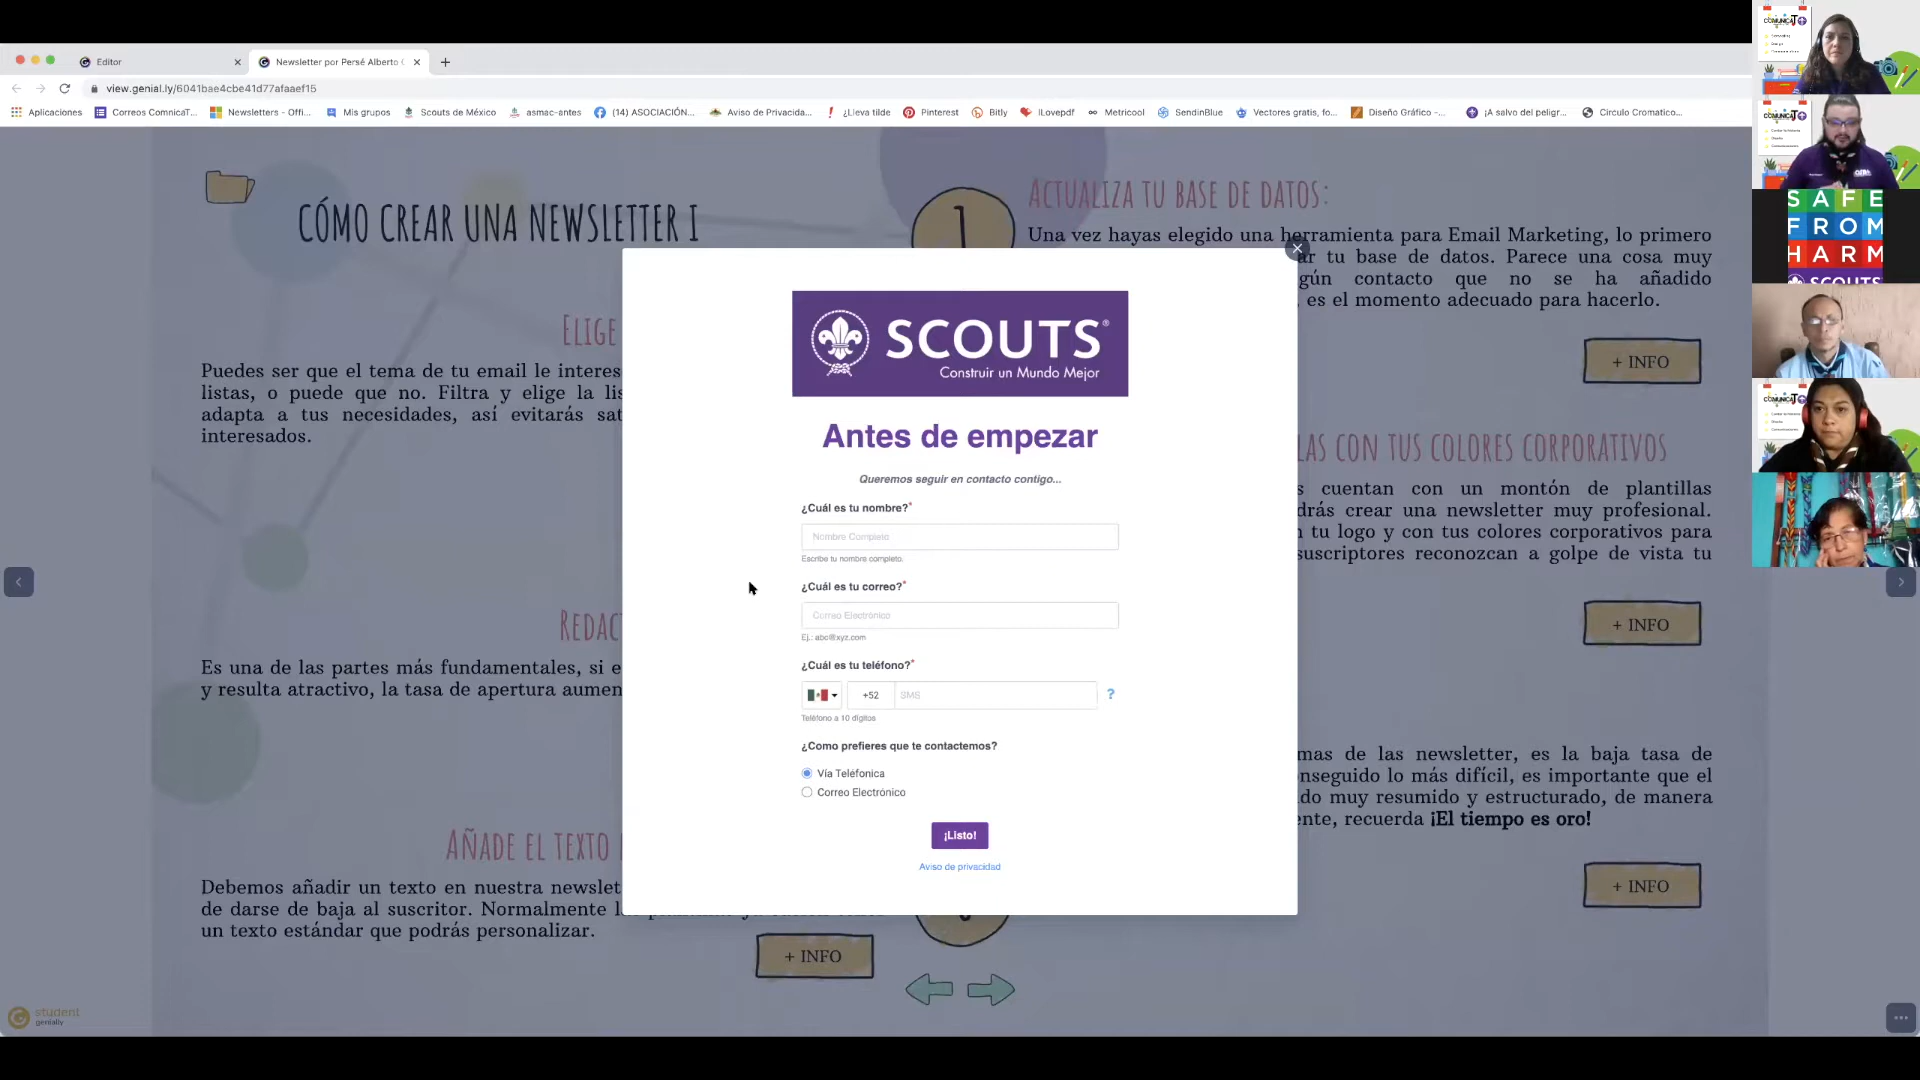 Editor
Newsletter por Persé Alberto
view.genial.ly/6041bae4cbe41d77afaaef15
Aplicaciones
Correos ComnicaT...
Newsletters - Offi...
Mis grupos
Scouts de México
asmac-antes
(14) ASOCIACIÓN...
Aviso de Privacida...
¿Lleva tilde
Pinterest
Bitly
iLovepdf
Metricool
SendinBlue
Vectores gratis, fo...
Diseño Gráfico -...
¡A salvo del peligr...
Circulo Cromatico...
CÓMO CREAR UNA NEWSLETTER I
1
ACTUALIZA TU BASE DE DATOS:
Una vez hayas elegido una herramienta para Email Marketing, lo primero
ar tu base de datos. Parece una cosa muy
gún contacto que no se ha añadido
, es el momento adecuado para hacerlo.
+ INFO
ELIGE
Puedes ser que el tema de tu email le interes
listas, o puede que no. Filtra y elige la lis
adapta a tus necesidades, así evitarás sat
interesados.
LAS CON TUS COLORES CORPORATIVOS
s cuentan con un montón de plantillas
drás crear una newsletter muy profesional.
n tu logo y con tus colores corporativos para
suscriptores reconozcan a golpe de vista tu
+ INFO
REDAC
Es una de las partes más fundamentales, si e
y resulta atractivo, la tasa de apertura aumen
mas de las newsletter, es la baja tasa de
nseguido lo más difícil, es importante que el
do muy resumido y estructurado, de manera
ente, recuerda ¡El tiempo es oro!
+ INFO
AÑADE EL TEXTO
Debemos añadir un texto en nuestra newslet
de darse de baja al suscritor. Normalmente l
un texto estándar que podrás personalizar.
+ INFO
SCOUTS®
Construir un Mundo Mejor
Antes de empezar
Queremos seguir en contacto contigo...
¿Cuál es tu nombre?*
Nombre Completo
Escribe tu nombre completo.
¿Cuál es tu correo?*
Correo Electrónico
Ej.: abc@xyz.com
¿Cuál es tu teléfono?*
+52
SMS
?
Teléfono a 10 dígitos
¿Como prefieres que te contactemos?
Vía Teléfonica
Correo Electrónico
¡Listo!
Aviso de privacidad
student
genially
COMUNICA
COMUNICA
SAFE
FROM
HARM
SCOUTS
COMUNICA